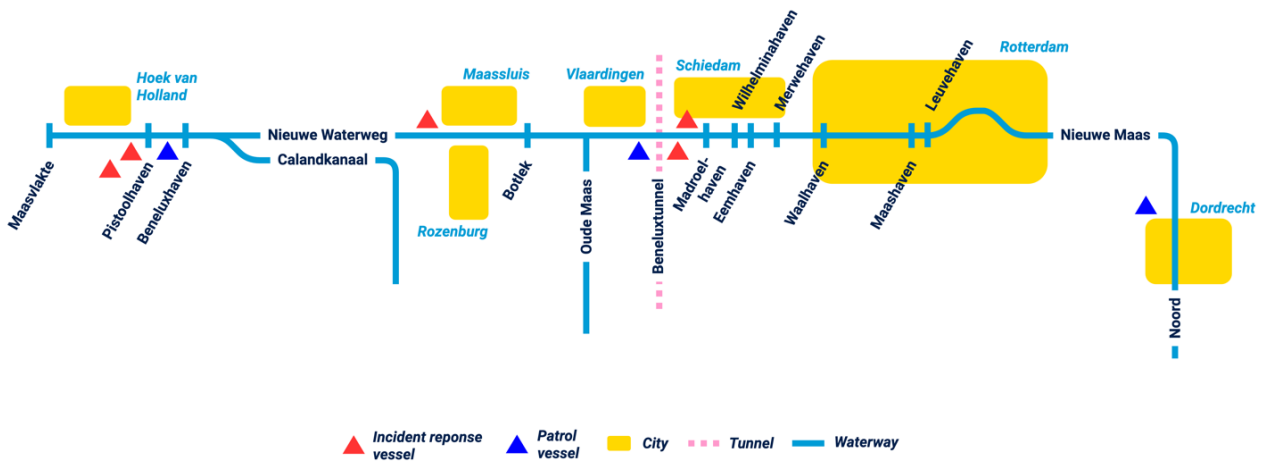 Hoek van
Holland
Maassluis
Vlaardingen
Schiedam
Wilhelminahaven
Merwehaven
Leuvehaven
Rotterdam
Nieuwe Waterweg
Nieuwe Maas
Calandkanaal
Maasvlakte
Pistoolhaven
Beneluxhaven
Rozenburg
Botlek
Oude Maas
Beneluxtunnel
Madroel-
haven
Eemhaven
Waalhaven
Maashaven
Dordrecht
Noord
Incident reponse
vessel
Patrol
vessel
City
Tunnel
Waterway